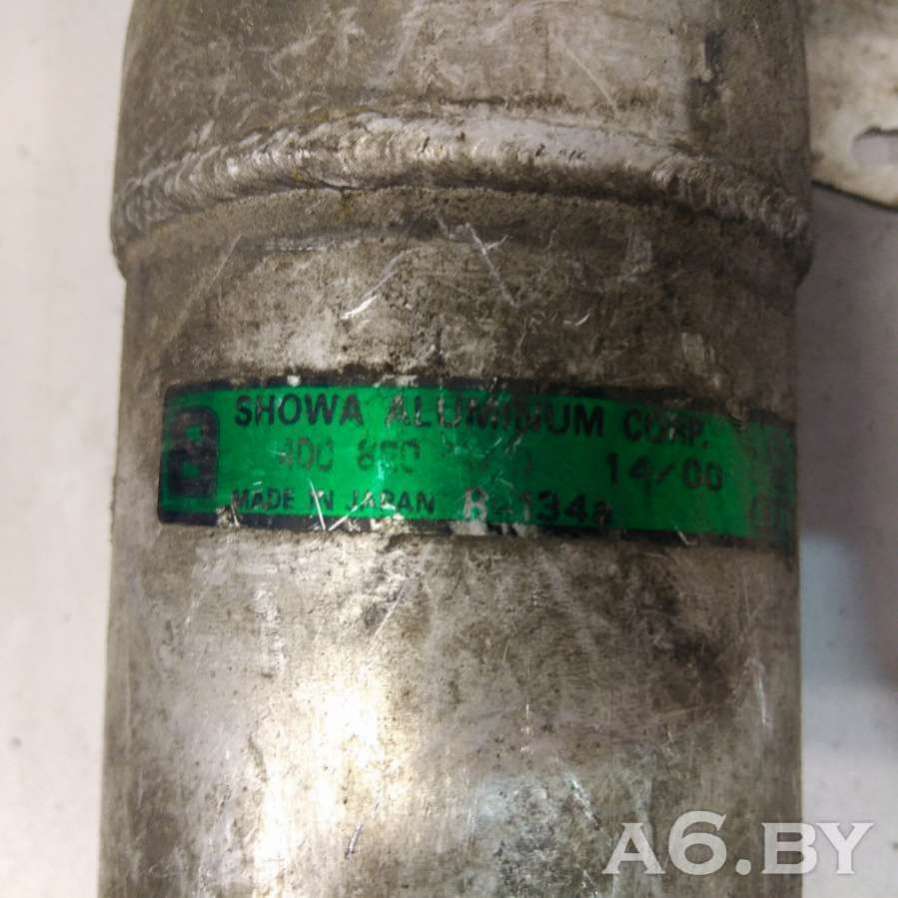 SHOWA ALUMINUM CORP.
14/00
MADE IN JAPAN R-134a
A6.BY